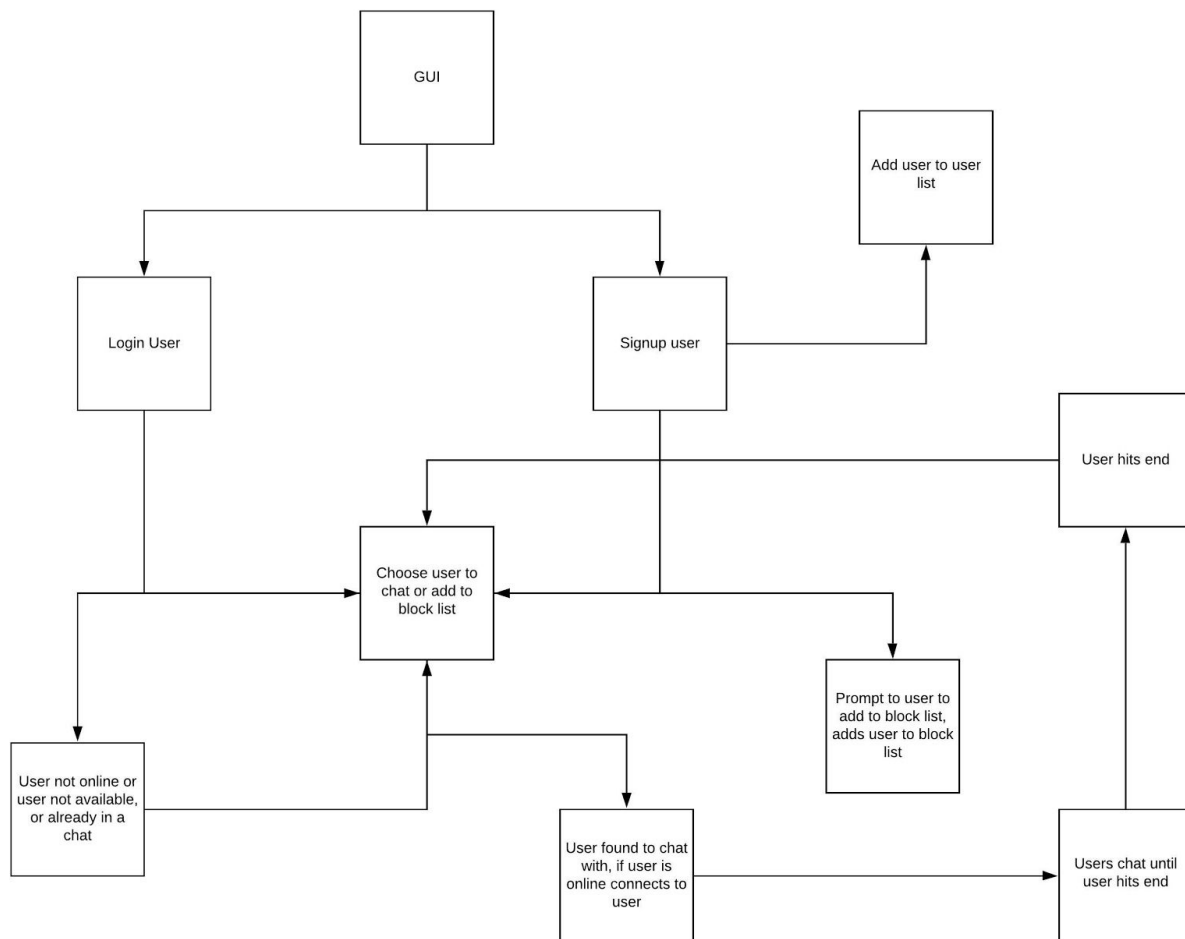 GUI
Add user to user
list
Login User
Signup user
User hits end
Choose user to
chat or add to
block list
Prompt to user to
add to block list,
adds user to block
list
User not online or
user not available,
or already in a
chat
User found to chat
with, if user is
online connects to
user
Users chat until
user hits end